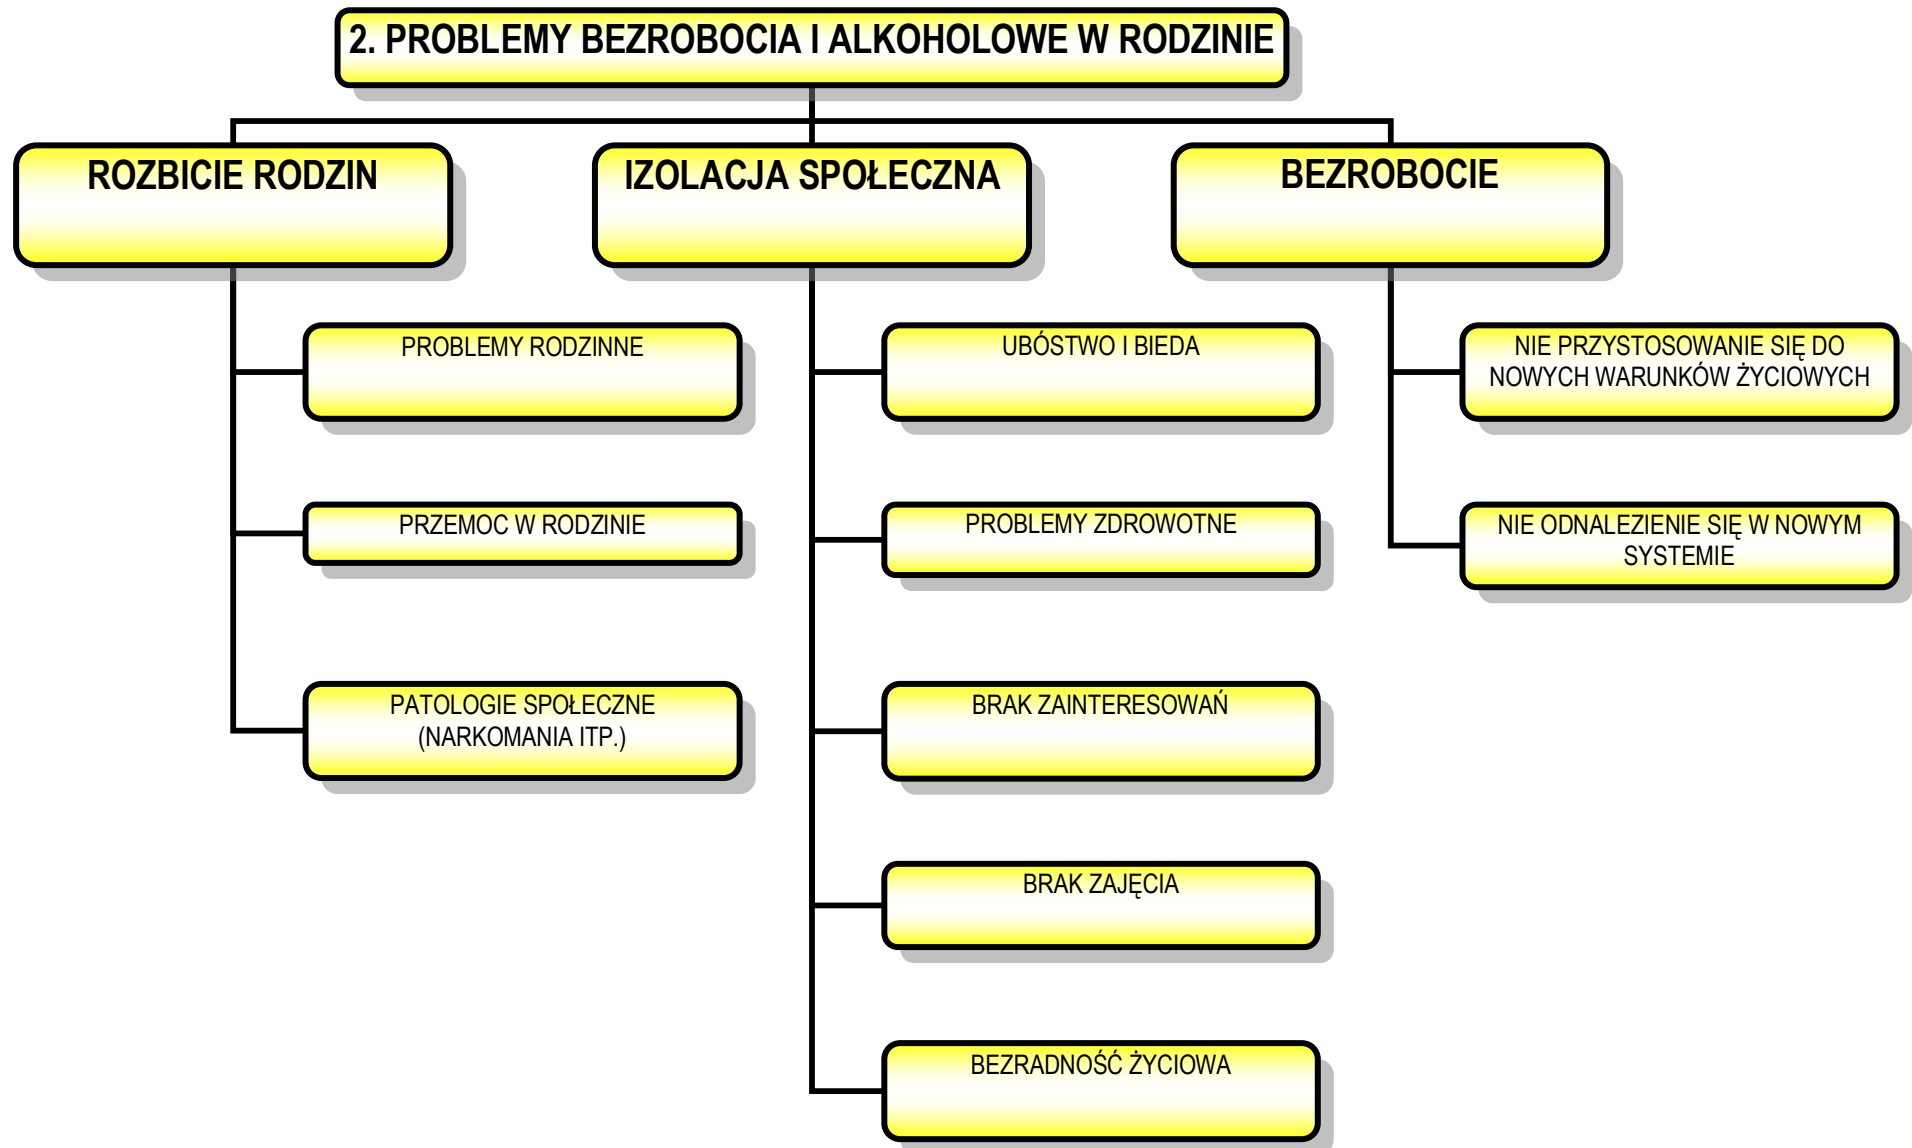 2. PROBLEMY BEZROBOCIA I ALKOHOLOWE W RODZINIE
ROZBICIE RODZIN
IZOLACJA SPOŁECZNA
BEZROBOCIE
PROBLEMY RODZINNE
PRZEMOC W RODZINIE
PATOLOGIE SPOŁECZNE
(NARKOMANIA ITP.)
UBÓSTWO I BIEDA
PROBLEMY ZDROWOTNE
BRAK ZAINTERESOWAŃ
BRAK ZAJĘCIA
BEZRADNOŚĆ ŻYCIOWA
NIE PRZYSTOSOWANIE SIĘ DO
NOWYCH WARUNKÓW ŻYCIOWYCH
NIE ODNALEZIENIE SIĘ W NOWYM
SYSTEMIE